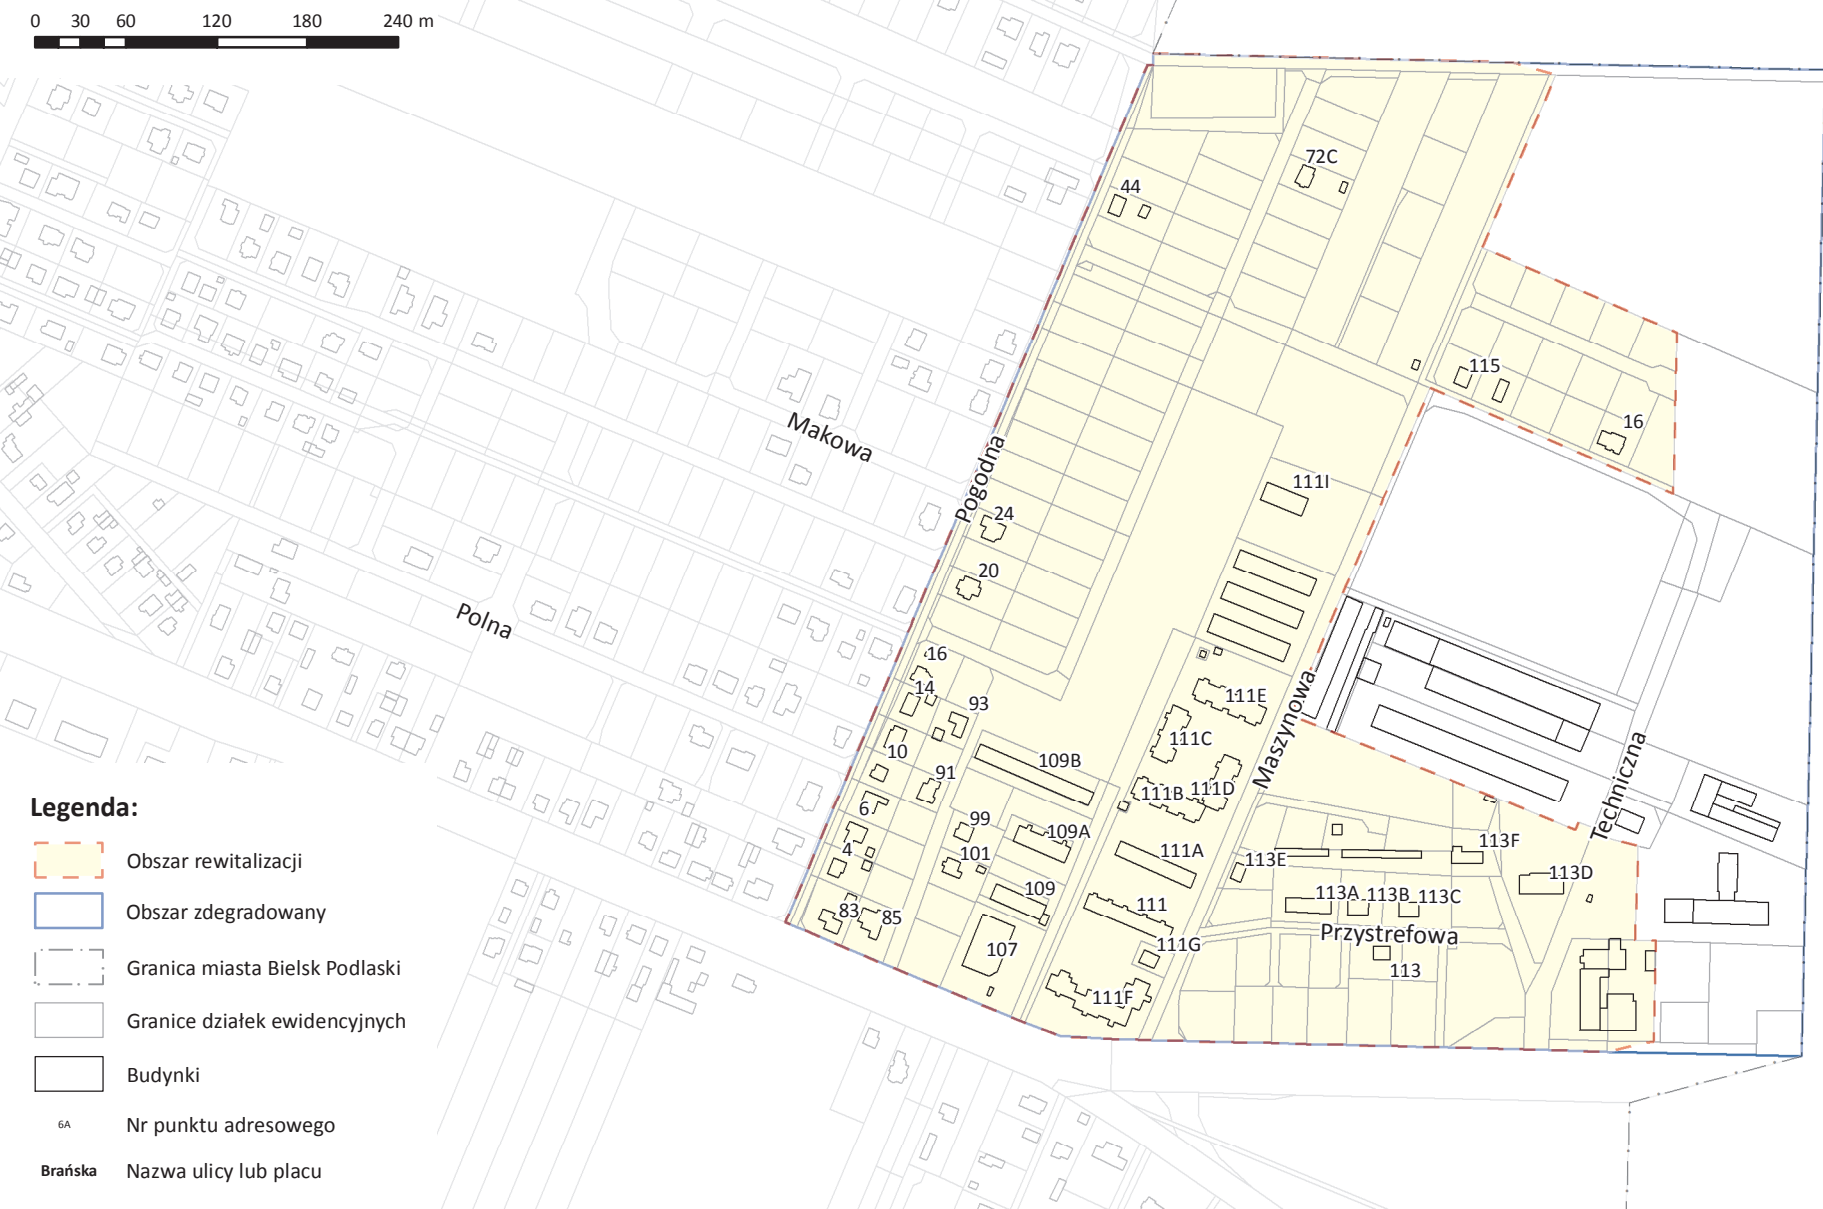 0 30 60 120 180 240 m
72C
44
115
16
Makowa
Pogodna
111I
24
20
Polna
16
14
93
111E
Maszynowa
10
109B
111C
91
111B
111D
Techniczna
6
99
109A
4
101
111A
113E
113F
113D
109
111
113A
113B
113C
83
85
107
111G
Przystrefowa
113
111F
Legenda:
Obszar rewitalizacji
Obszar zdegradowany
Granica miasta Bielsk Podlaski
Granice działek ewidencyjnych
Budynki
6A Nr punktu adresowego
Brańska Nazwa ulicy lub placu